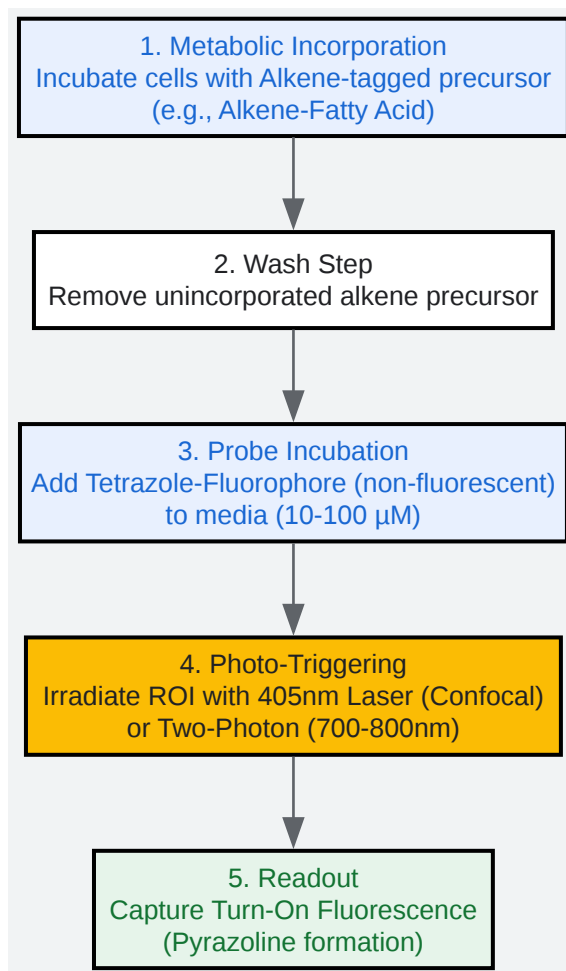 1. Metabolic Incorporation
Incubate cells with Alkene-tagged precursor
(e.g., Alkene-Fatty Acid)
2. Wash Step
Remove unincorporated alkene precursor
3. Probe Incubation
Add Tetrazole-Fluorophore (non-fluorescent)
to media (10-100 µM)
4. Photo-Triggering
Irradiate ROI with 405nm Laser (Confocal)
or Two-Photon (700-800nm)
5. Readout
Capture Turn-On Fluorescence
(Pyrazoline formation)